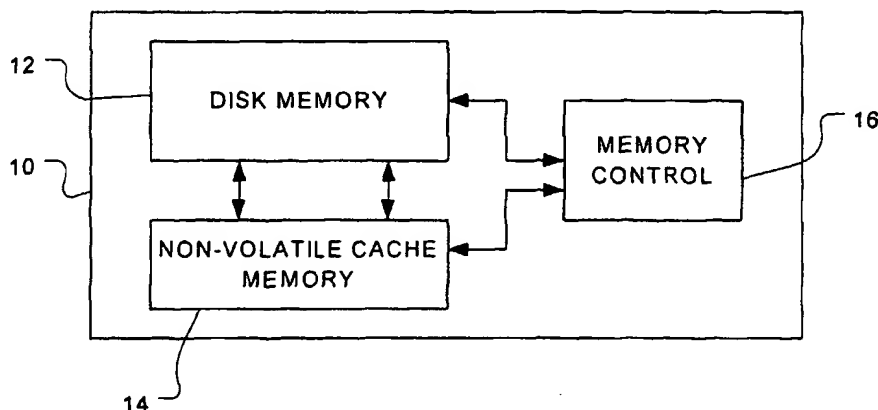 12
DISK MEMORY
16
MEMORY
CONTROL
10
NON-VOLATILE CACHE
MEMORY
14